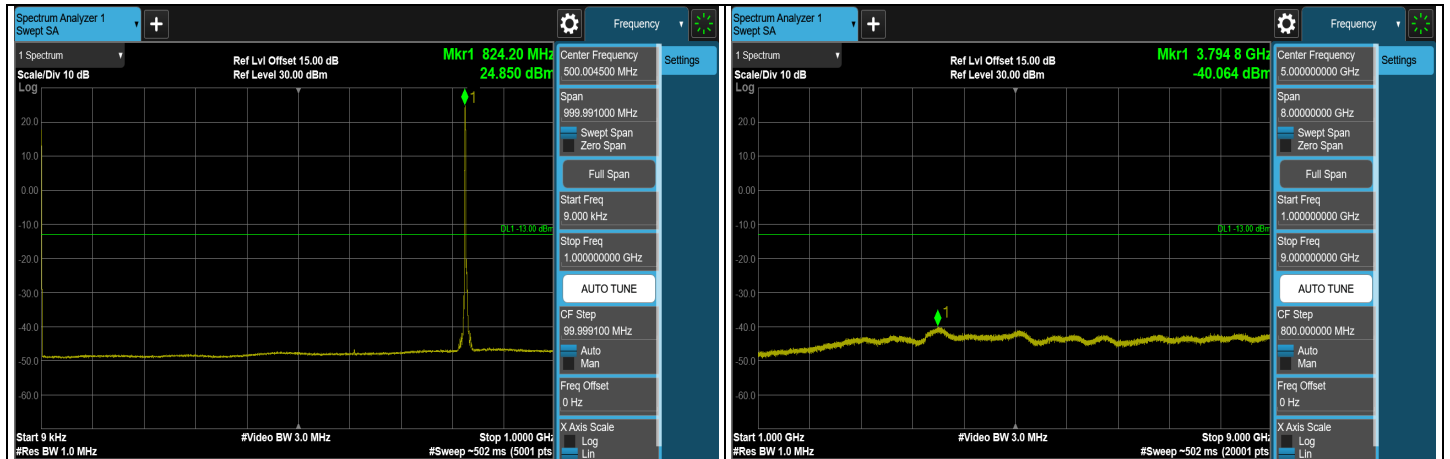 Spectrum Analyzer 1
Swept SA
+
Frequency
1 Spectrum
Scale/Div 10 dB
Log
Ref Lvl Offset 15.00 dB
Ref Level 30.00 dBm
Mkr1 824.20 MHz
24.850 dBm
1
20.0
10.0
0.00
-10.0
-20.0
-30.0
-40.0
-50.0
-60.0
DL1 -13.00 dBm
Start 9 kHz
#Res BW 1.0 MHz
#Video BW 3.0 MHz
Stop 1.0000 GHz
#Sweep ~502 ms (5001 pts
Center Frequency
500.004500 MHz
Settings
Span
999.991000 MHz
Swept Span
Zero Span
Full Span
Start Freq
9.000 kHz
Stop Freq
1.000000000 GHz
AUTO TUNE
CF Step
99.999100 MHz
Auto
Man
Freq Offset
0 Hz
X Axis Scale
Log
Lin
Spectrum Analyzer 1
Swept SA
+
Frequency
1 Spectrum
Scale/Div 10 dB
Log
Ref Lvl Offset 15.00 dB
Ref Level 30.00 dBm
Mkr1 3.794 8 GHz
-40.064 dBm
1
20.0
10.0
0.00
-10.0
-20.0
-30.0
-40.0
-50.0
-60.0
DL1 -13.00 dBm
Start 1.000 GHz
#Res BW 1.0 MHz
#Video BW 3.0 MHz
Stop 9.000 GHz
#Sweep ~502 ms (20001 pts
Center Frequency
5.000000000 GHz
Settings
Span
8.00000000 GHz
Swept Span
Zero Span
Full Span
Start Freq
1.000000000 GHz
Stop Freq
9.000000000 GHz
AUTO TUNE
CF Step
800.000000 MHz
Auto
Man
Freq Offset
0 Hz
X Axis Scale
Log
Lin